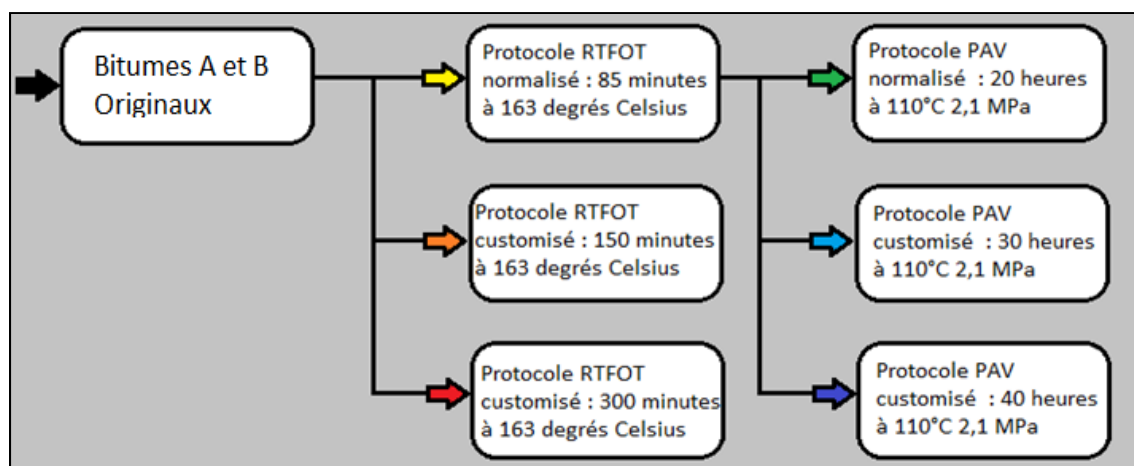 Bitumes A et B
Originaux
Protocole RTFOT
normalisé : 85 minutes
à 163 degrés Celsius
Protocole PAV
normalisé : 20 heures
à 110°C 2,1 MPa
Protocole RTFOT
customisé : 150 minutes
à 163 degrés Celsius
Protocole PAV
customisé : 30 heures
à 110°C 2,1 MPa
Protocole RTFOT
customisé : 300 minutes
à 163 degrés Celsius
Protocole PAV
customisé : 40 heures
à 110°C 2,1 MPa